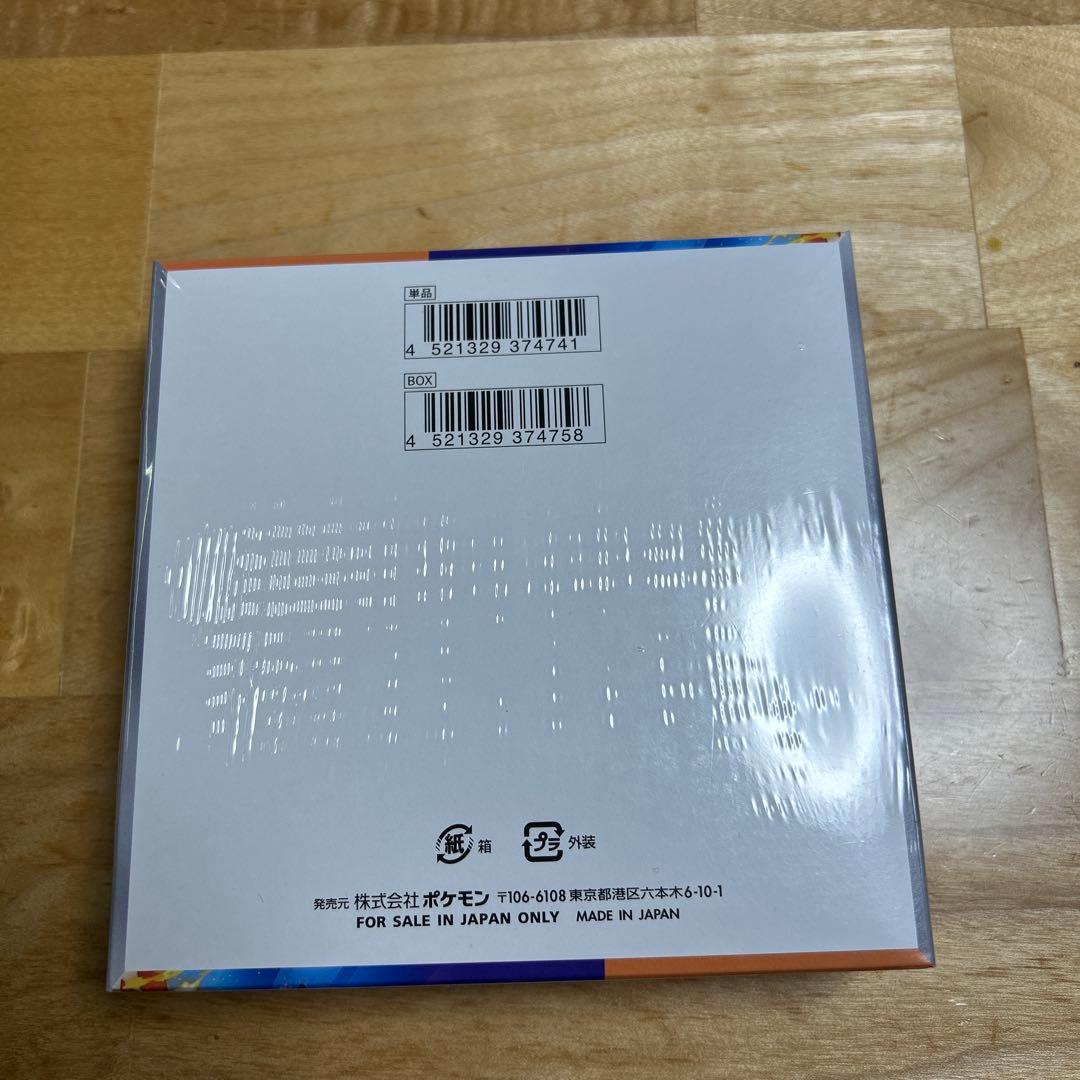 単品
4 521329 374741
BOX
4 521329 374758
紙 箱 プラ 外装
発売元 株式会社 ポケモン 〒106-6108 東京都港区六本木6-10-1
FOR SALE IN JAPAN ONLY MADE IN JAPAN